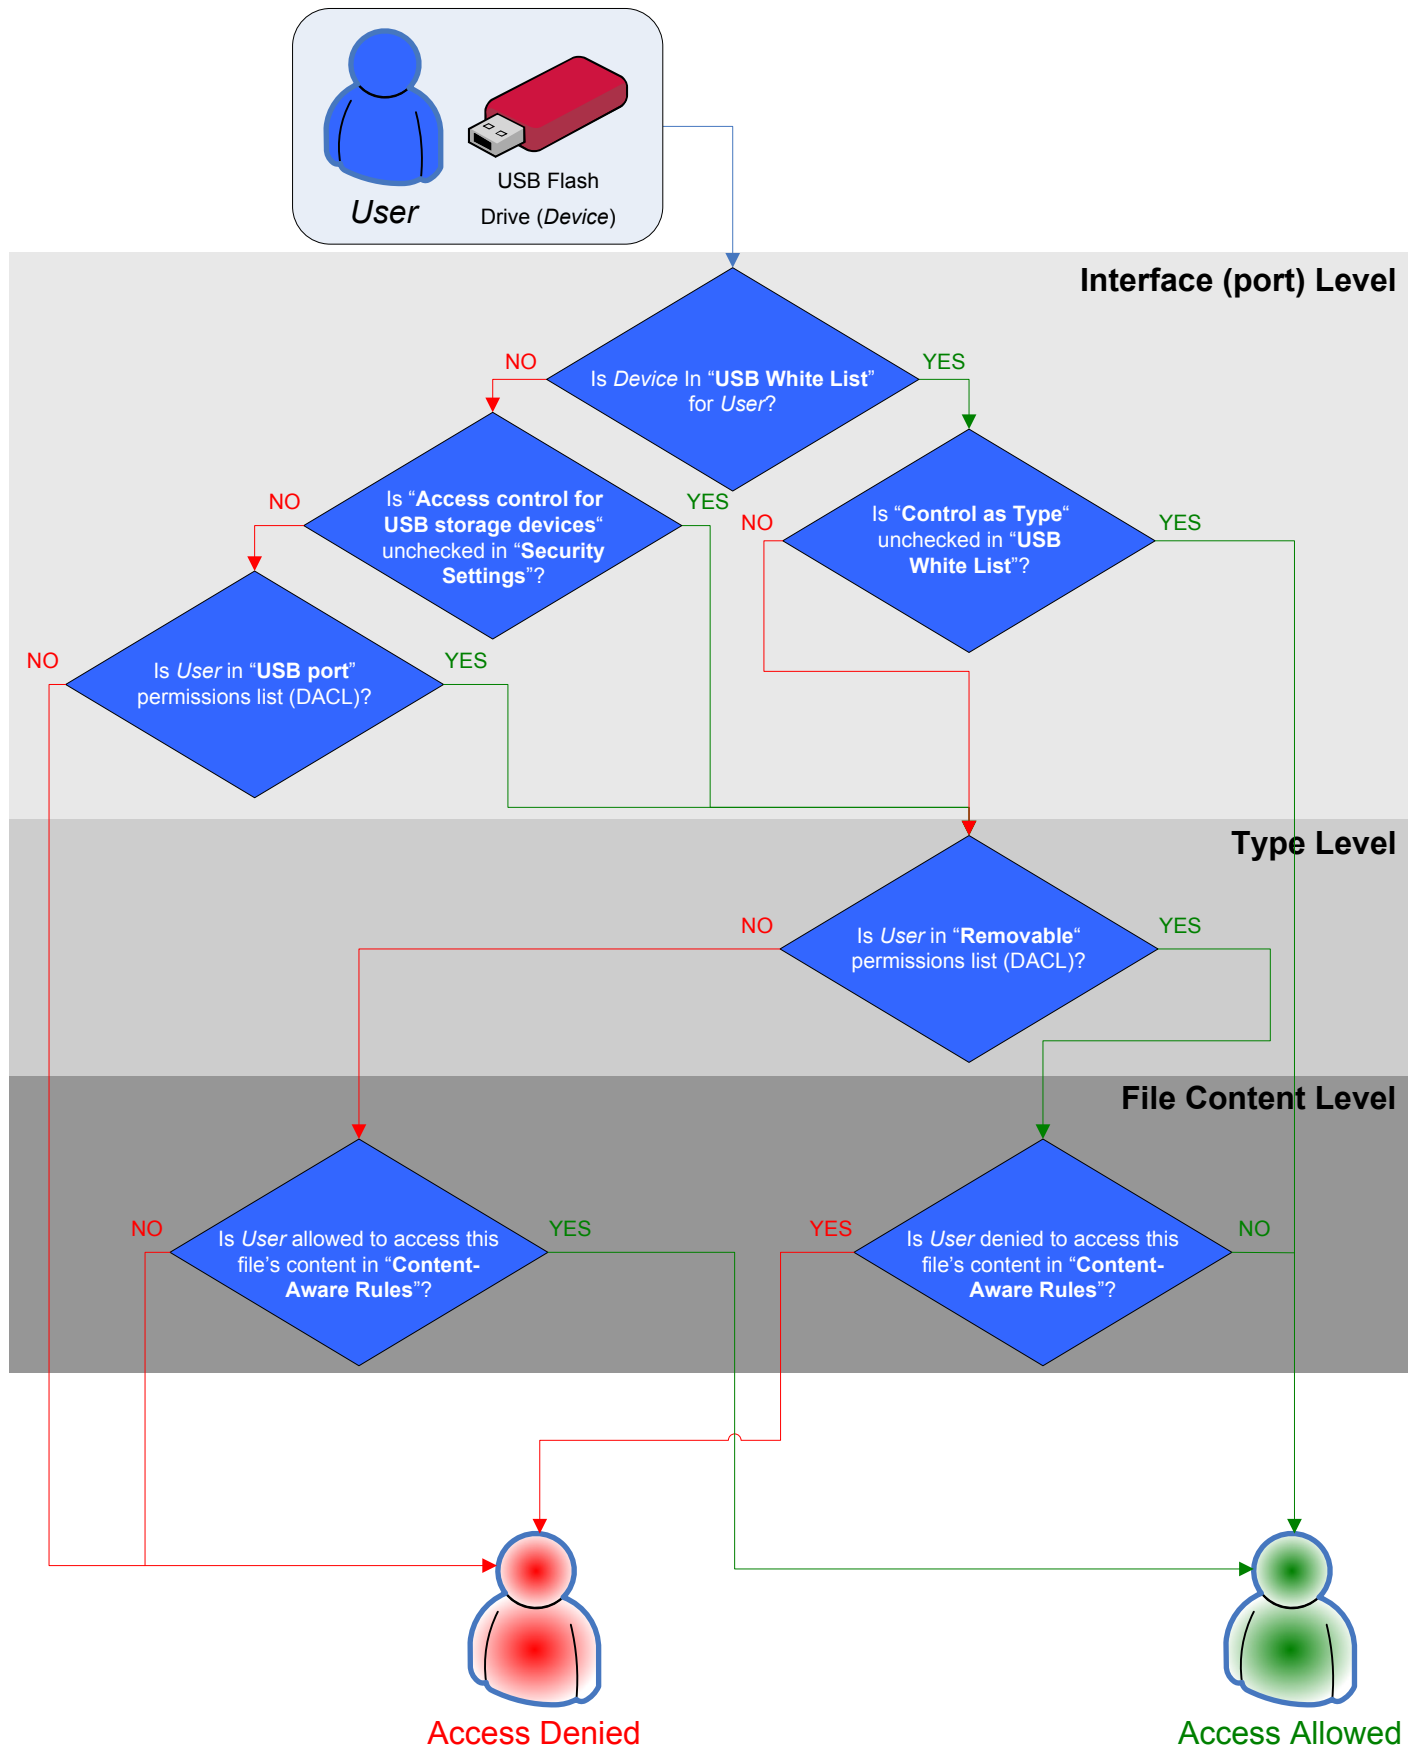 USB Flash
User
Drive (Device)
Interface (port) Level
NO
YES
Is Device In “USB White List”
for User?
NO
Is “Access control for
USB storage devices“
unchecked in “Security
Settings”?
YES
NO
Is “Control as Type“
unchecked in “USB
White List”?
YES
NO
Is User in “USB port”
permissions list (DACL)?
YES
Type Level
NO
Is User in “Removable“
permissions list (DACL)?
YES
File Content Level
NO
Is User allowed to access this
file’s content in “Content-
Aware Rules”?
YES
YES
Is User denied to access this
file’s content in “Content-
Aware Rules”?
NO
Access Denied
Access Allowed